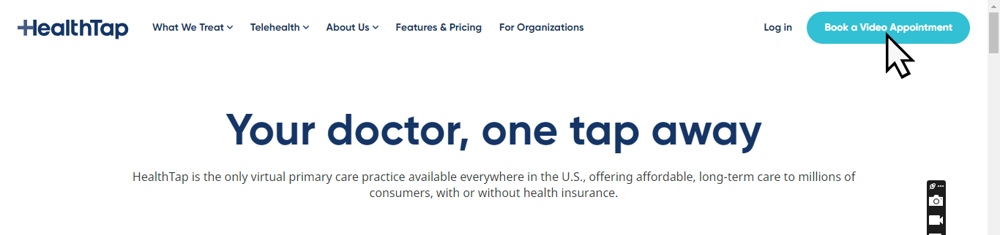 HealthTap
What We Treat
Telehealth
About Us
Features & Pricing
For Organizations
Log in
Book a Video Appointment
Your doctor, one tap away
HealthTap is the only virtual primary care practice available everywhere in the U.S., offering affordable, long-term care to millions of
consumers, with or without health insurance.